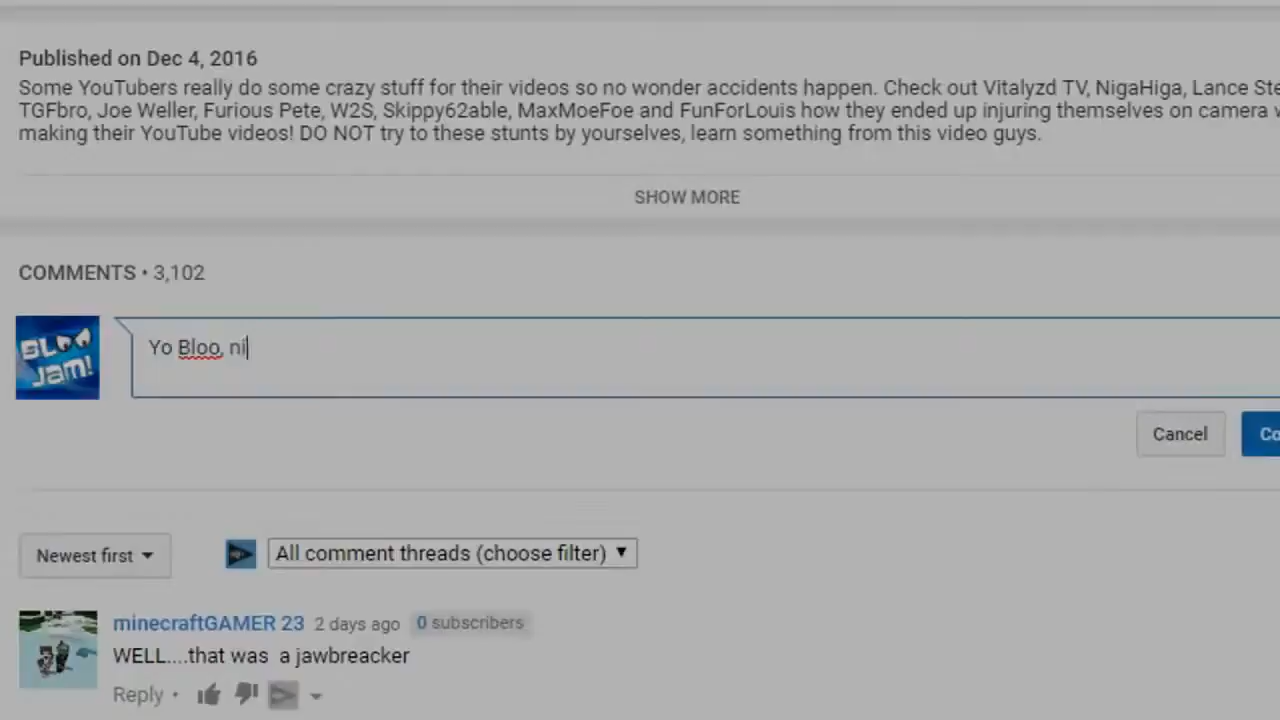 Published on Dec 4, 2016
Some YouTubers really do some crazy stuff for their videos so no wonder accidents happen. Check out Vitalyzd TV, NigaHiga, Lance Ste
TGFbro, Joe Weller, Furious Pete, W2S, Skippy62able, MaxMoeFoe and FunForLouis how they ended up injuring themselves on camera w
making their YouTube videos! DO NOT try to these stunts by yourselves, learn something from this video guys.
SHOW MORE
COMMENTS • 3,102
BLOO
JAM!
Yo Bloo, ni
Cancel
Co
Newest first
All comment threads (choose filter)
minecraftGAMER 23 2 days ago 0 subscribers
WELL....that was a jawbreacker
Reply •